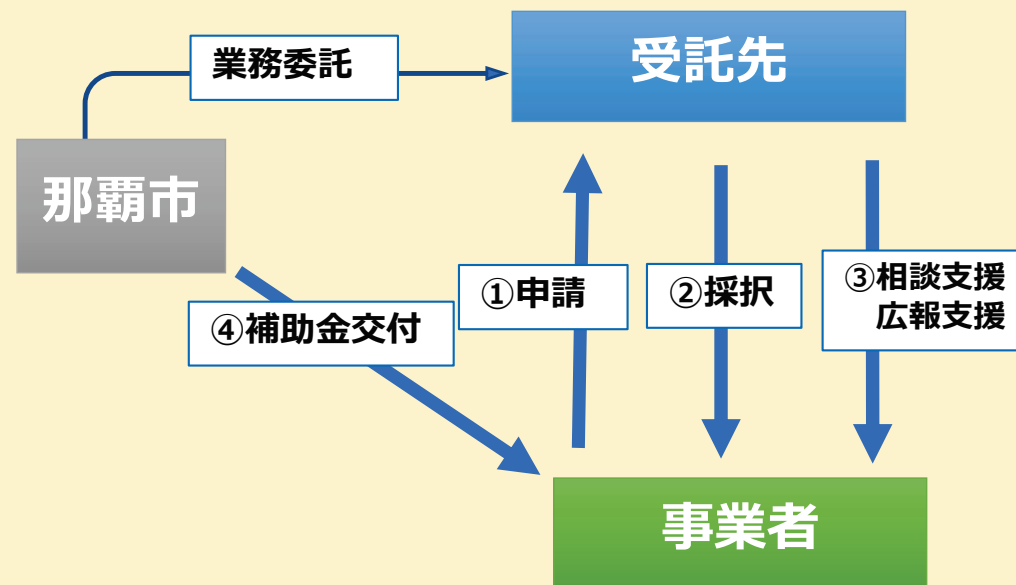 業務委託
受託先
那覇市
①申請
②採択
③相談支援
広報支援
④補助金交付
事業者